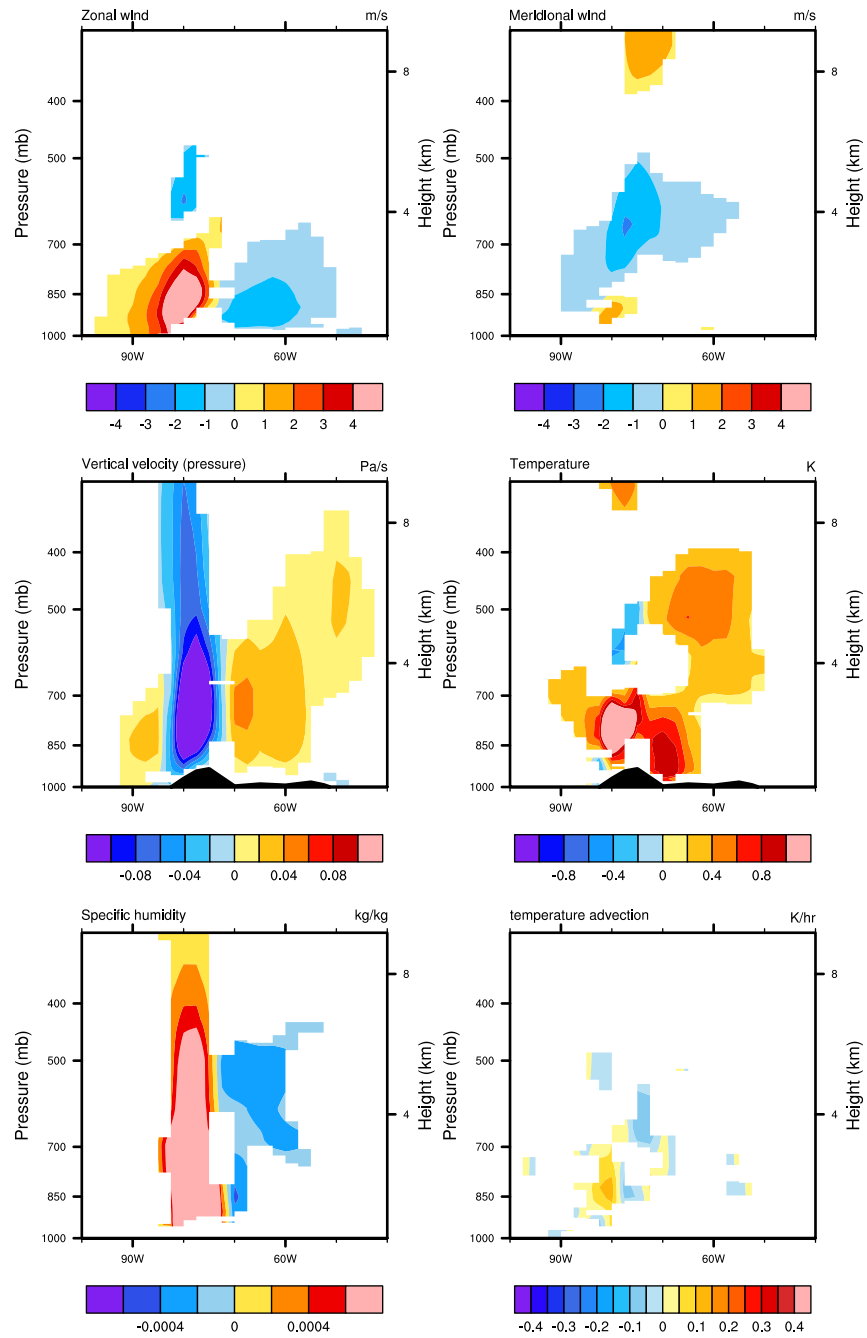 Zonal wind m/s Meridional wind m/s
Pressure (mb) 400 500 700 850 1000 Height (km) 8 4 90W 60W
Pressure (mb) 400 500 700 850 1000 Height (km) 8 4 90W 60W
-4 -3 -2 -1 0 1 2 3 4
-4 -3 -2 -1 0 1 2 3 4
Vertical velocity (pressure) Pa/s Temperature K
Pressure (mb) 400 500 700 850 1000 Height (km) 8 4 90W 60W
Pressure (mb) 400 500 700 850 1000 Height (km) 8 4 90W 60W
-0.08 -0.04 0 0.04 0.08
-0.8 -0.4 0 0.4 0.8
Specific humidity kg/kg temperature advection K/hr
Pressure (mb) 400 500 700 850 1000 Height (km) 8 4 90W 60W
Pressure (mb) 400 500 700 850 1000 Height (km) 8 4 90W 60W
-0.0004 0 0.0004
-0.4 -0.3 -0.2 -0.1 0 0.1 0.2 0.3 0.4